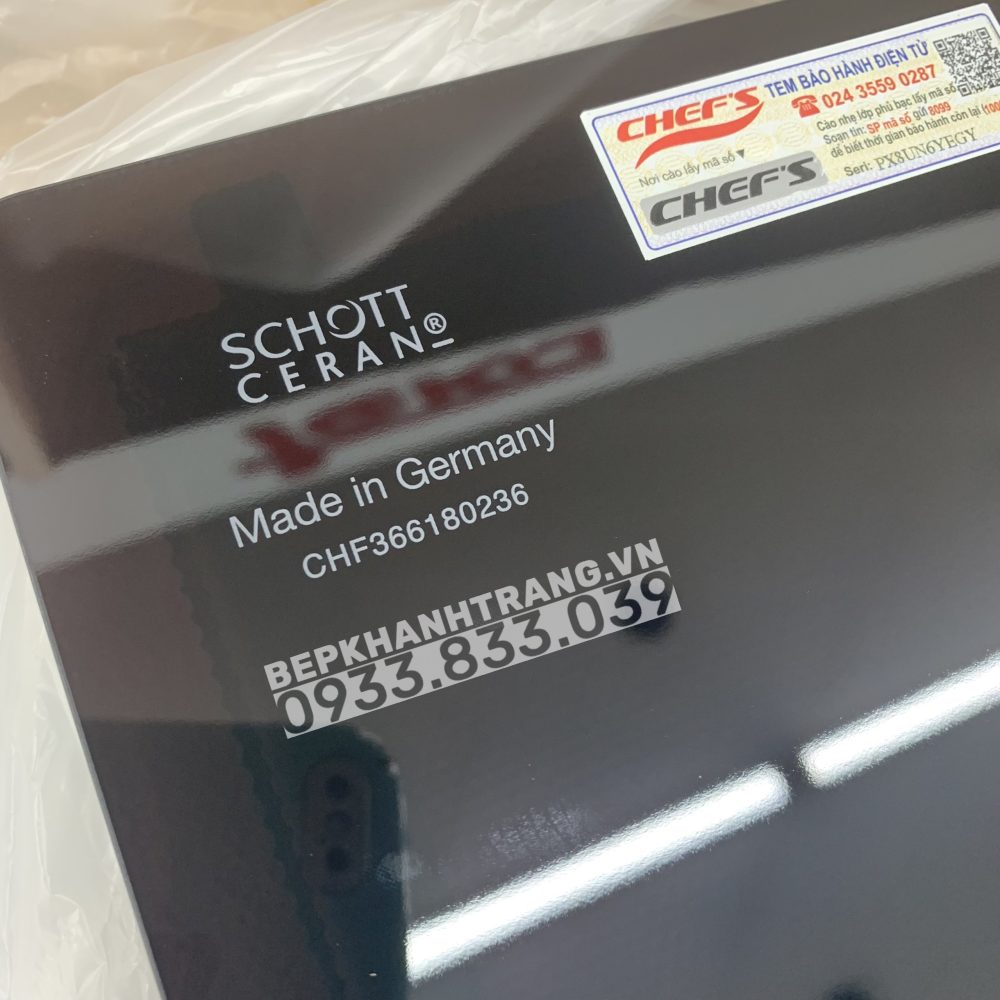 CHEF'S
TEM BẢO HÀNH ĐIỆN TỬ
☎ 024 3559 0287
Cào nhẹ lớp phủ bạc lấy mã số
Soạn tin: SP mã số gửi 8099
để biết thời gian bảo hành còn lại (100
Nơi cào lấy mã số ▼
CHEF'S
Seri: PX8UN6YEGY
SCHOTT
CERAN®
Made in Germany
CHF366180236
BEPKHANHTRANG.VN
0933.833.039